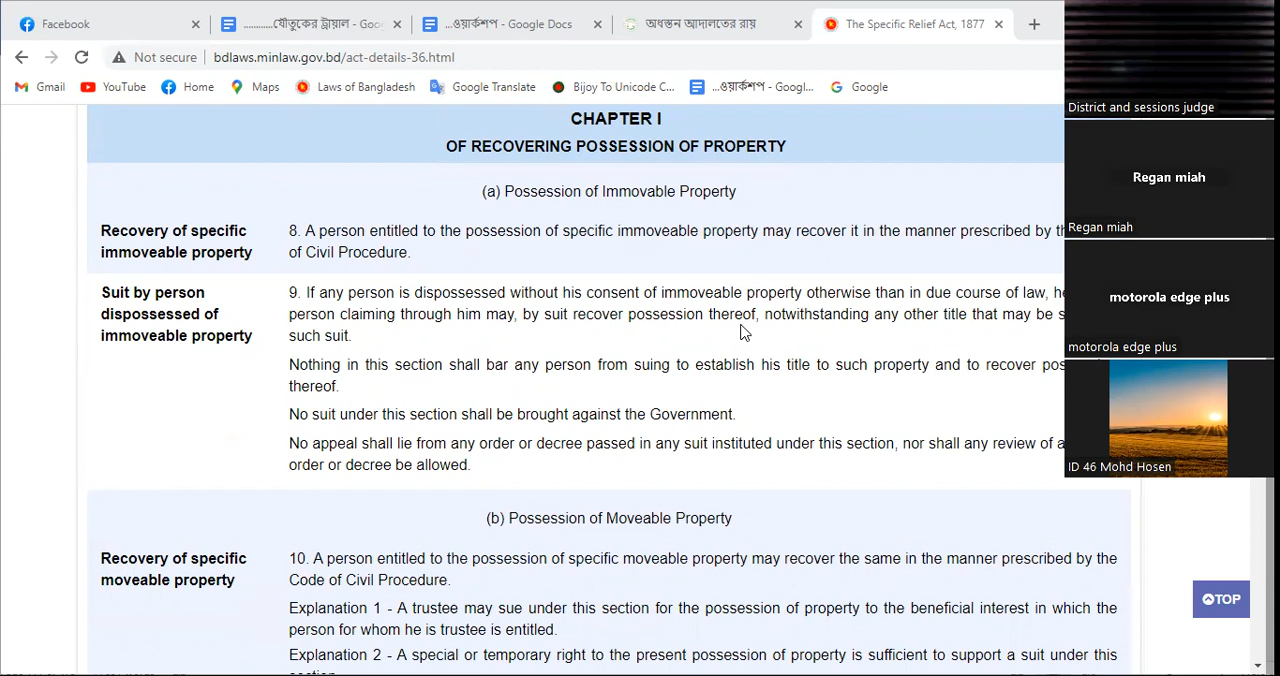 Facebook
............যৌতুকের ট্রায়াল - Goo
...ওয়ার্কশপ - Google Docs
অধস্তন আদালতের রায়
The Specific Relief Act, 1877
Not secure
bdlaws.minlaw.gov.bd/act-details-36.html
Gmail
YouTube
Home
Maps
Laws of Bangladesh
Google Translate
Bijoy To Unicode C...
...ওয়ার্কশপ - Googl...
Google
CHAPTER I
OF RECOVERING POSSESSION OF PROPERTY
(a) Possession of Immovable Property
Recovery of specific
immoveable property
8. A person entitled to the possession of specific immoveable property may recover it in the manner prescribed by
of Civil Procedure.
Suit by person
dispossessed of
immoveable property
9. If any person is dispossessed without his consent of immoveable property otherwise than in due course of law,
person claiming through him may, by suit recover possession thereof, notwithstanding any other title that may be
such suit.
Nothing in this section shall bar any person from suing to establish his title to such property and to recover
thereof.
No suit under this section shall be brought against the Government.
No appeal shall lie from any order or decree passed in any suit instituted under this section, nor shall any review of
order or decree be allowed.
(b) Possession of Moveable Property
Recovery of specific
moveable property
10. A person entitled to the possession of specific moveable property may recover the same in the manner prescribed by the
Code of Civil Procedure.
Explanation 1 - A trustee may sue under this section for the possession of property to the beneficial interest in which the
person for whom he is trustee is entitled.
Explanation 2 - A special or temporary right to the present possession of property is sufficient to support a suit under this
TOP
District and sessions judge
Regan miah
Regan miah
motorola edge plus
motorola edge plus
ID 46 Mohd Hosen